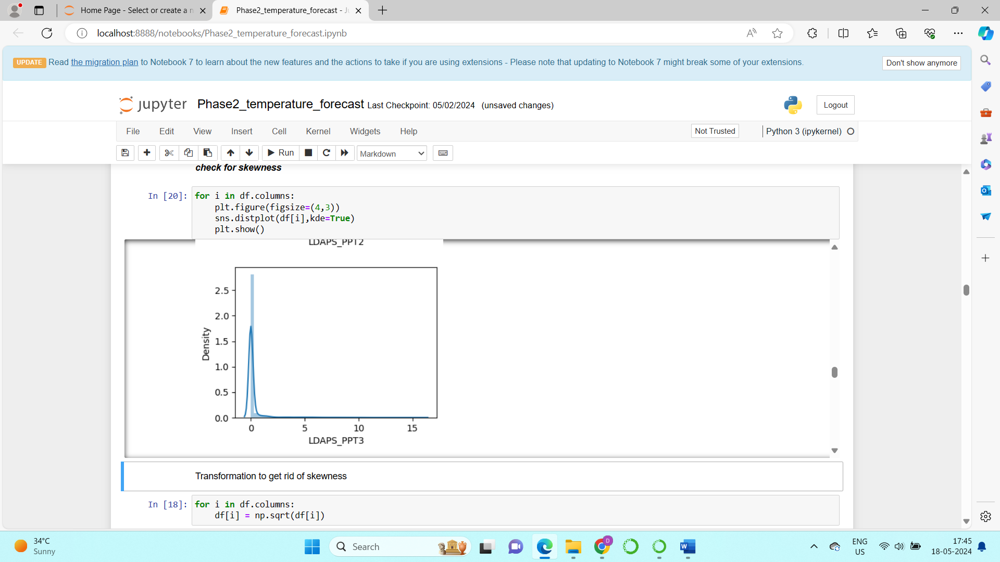 Home Page - Select or create a n
Phase2_temperature_forecast - Ju
localhost:8888/notebooks/Phase2_temperature_forecast.ipynb
UPDATE Read the migration plan to Notebook 7 to learn about the new features and the actions to take if you are using extensions - Please note that updating to Notebook 7 might break some of your extensions.
Don't show anymore
jupyter Phase2_temperature_forecast Last Checkpoint: 05/02/2024 (unsaved changes)
Logout
File Edit View Insert Cell Kernel Widgets Help
Not Trusted
Python 3 (ipykernel)
Run
Markdown
check for skewness
In [20]: for i in df.columns:
plt.figure(figsize=(4,3))
sns.distplot(df[i],kde=True)
plt.show()
LDAPS_PPT2
2.5
2.0
1.5
1.0
0.5
0.0
Density
0 5 10 15
LDAPS_PPT3
Transformation to get rid of skewness
In [18]: for i in df.columns:
df[i] = np.sqrt(df[i])
34°C
Sunny
Search
D
W
ENG
US
17:45
18-05-2024